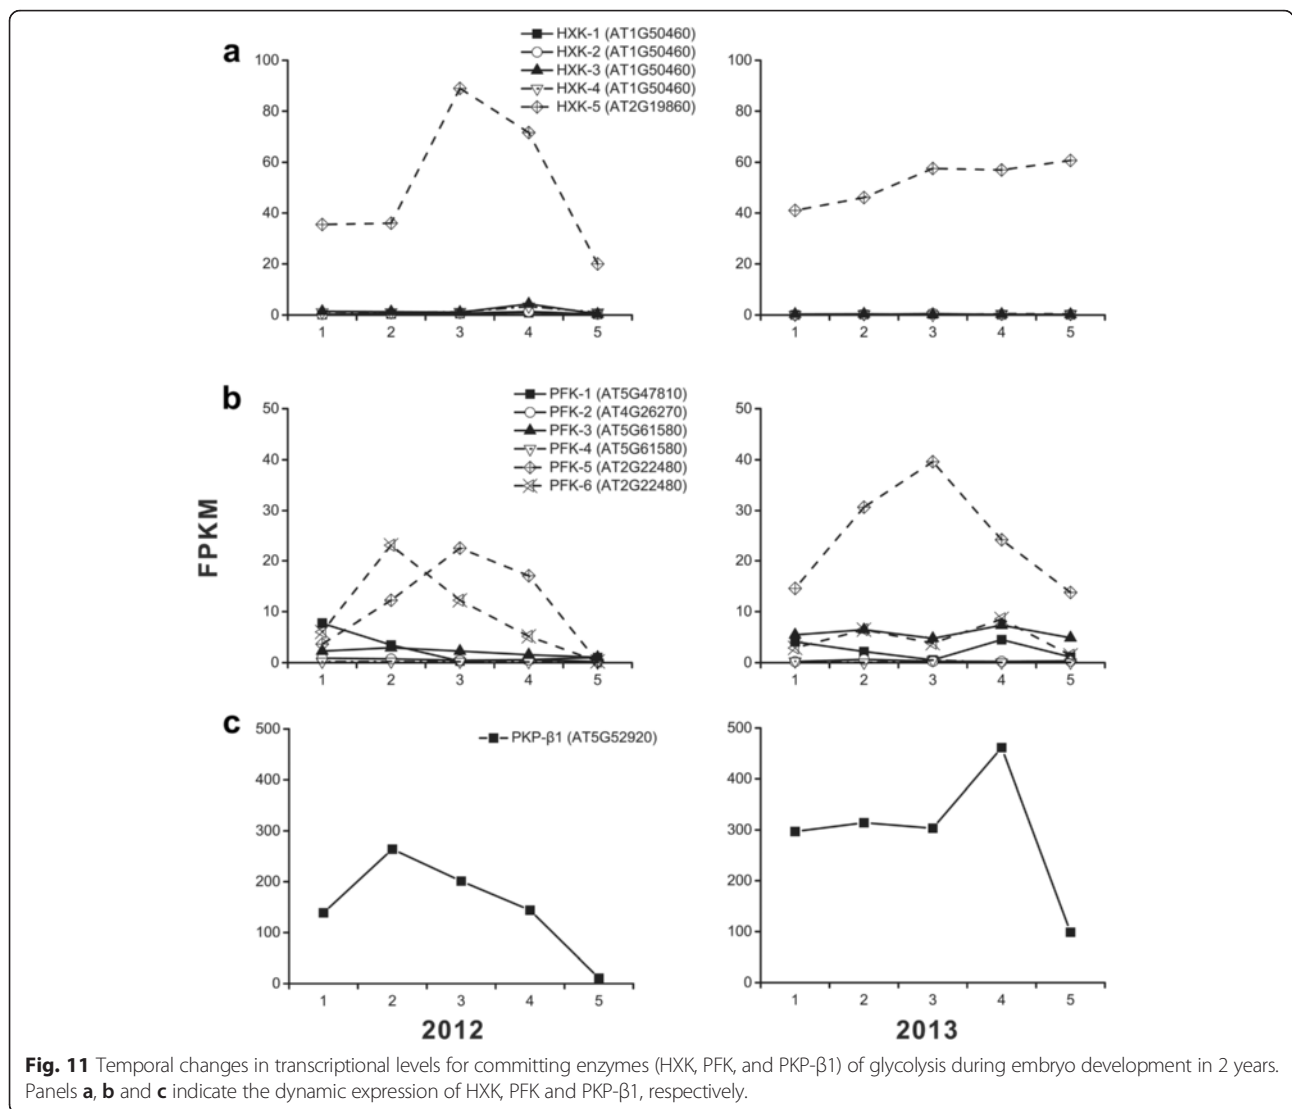 a
HXK-1 (AT1G50460)
HXK-2 (AT1G50460)
HXK-3 (AT1G50460)
HXK-4 (AT1G50460)
HXK-5 (AT2G19860)
100
80
60
40
20
0
1 2 3 4 5
100
80
60
40
20
0
1 2 3 4 5
b
PFK-1 (AT5G47810)
PFK-2 (AT4G26270)
PFK-3 (AT5G61580)
PFK-4 (AT5G61580)
PFK-5 (AT2G22480)
PFK-6 (AT2G22480)
FPKM
50
40
30
20
10
0
1 2 3 4 5
50
40
30
20
10
0
1 2 3 4 5
c
PKP-β1 (AT5G52920)
500
400
300
200
100
0
1 2 3 4 5
2012
500
400
300
200
100
0
1 2 3 4 5
2013
Fig. 11 Temporal changes in transcriptional levels for committing enzymes (HXK, PFK, and PKP-β1) of glycolysis during embryo development in 2 years.
Panels a, b and c indicate the dynamic expression of HXK, PFK and PKP-β1, respectively.